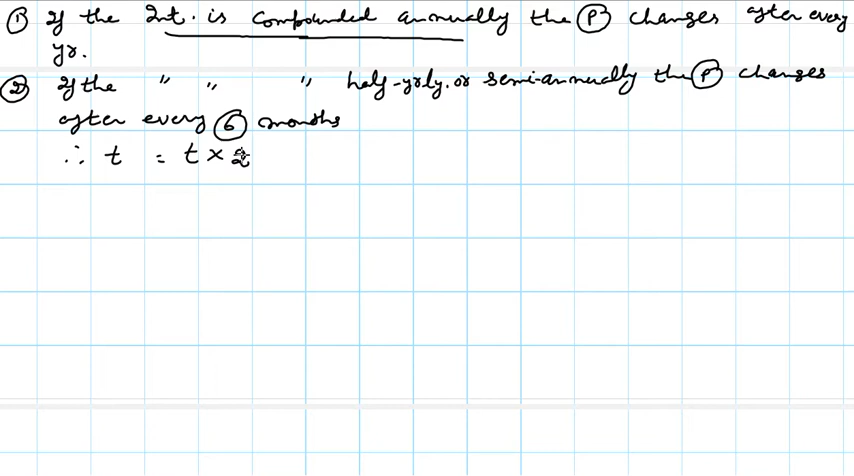 ① If the Int. is compounded annually the Ⓟ changes after every
yr.
② If the " " " half-yrly. or semi-annually the Ⓟ changes
after every ⑥ months
∴ t = t × 2